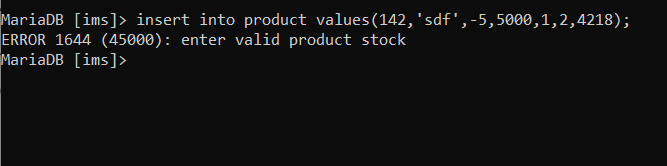 MariaDB [ims]> insert into product values(142,'sdf',-5,5000,1,2,4218);
ERROR 1644 (45000): enter valid product stock
MariaDB [ims]>